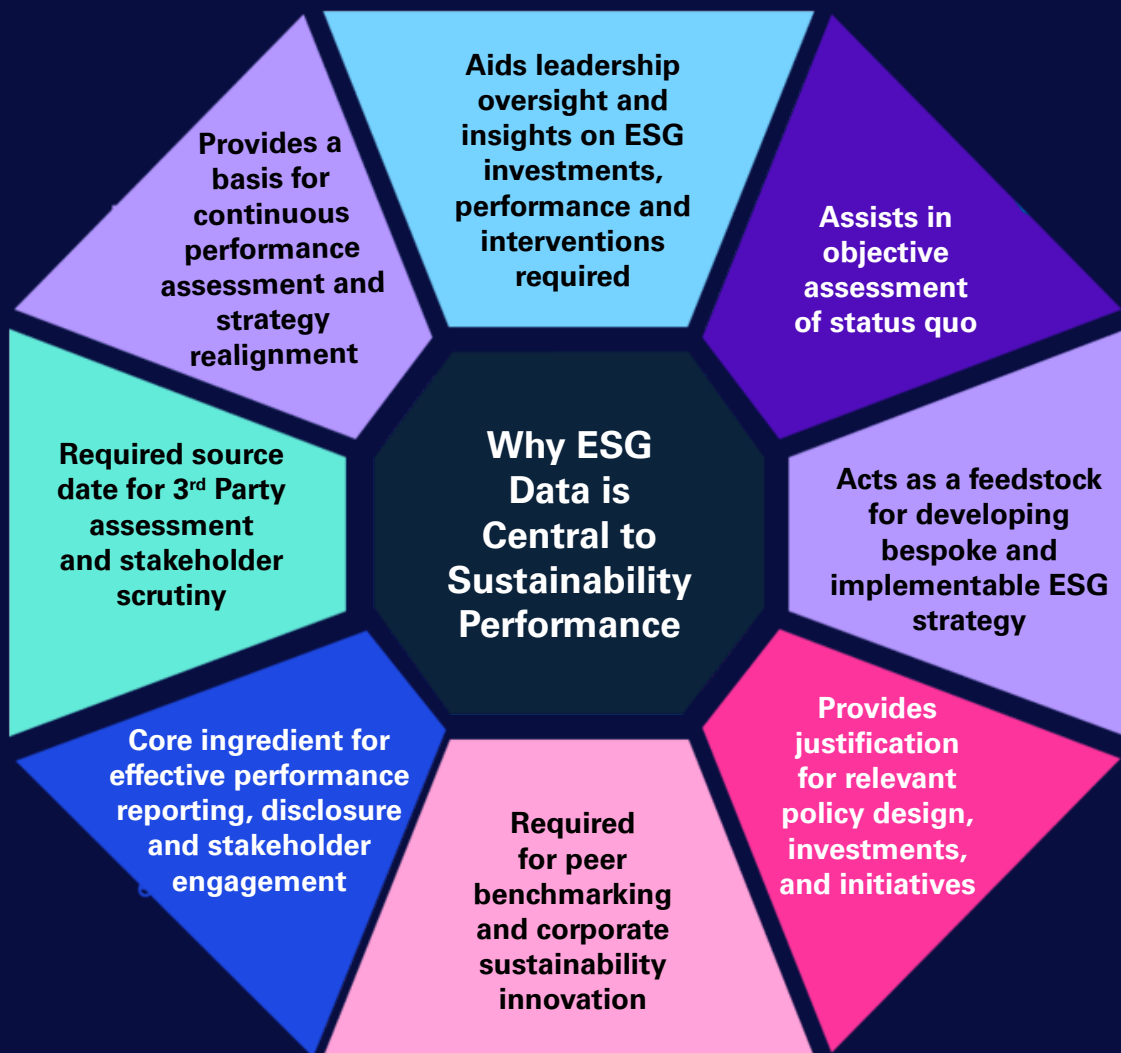 Why ESG
Data is
Central to
Sustainability
Performance
Aids leadership
oversight and
insights on ESG
investments,
performance and
interventions
required
Assists in
objective
assessment
of status quo
Acts as a feedstock
for developing
bespoke and
implementable ESG
strategy
Provides
justification
for relevant
policy design,
investments,
and initiatives
Required
for peer
benchmarking
and corporate
sustainability
innovation
Core ingredient for
effective performance
reporting, disclosure
and stakeholder
engagement
Required source
date for 3rd Party
assessment
and stakeholder
scrutiny
Provides a
basis for
continuous
performance
assessment and
strategy
realignment